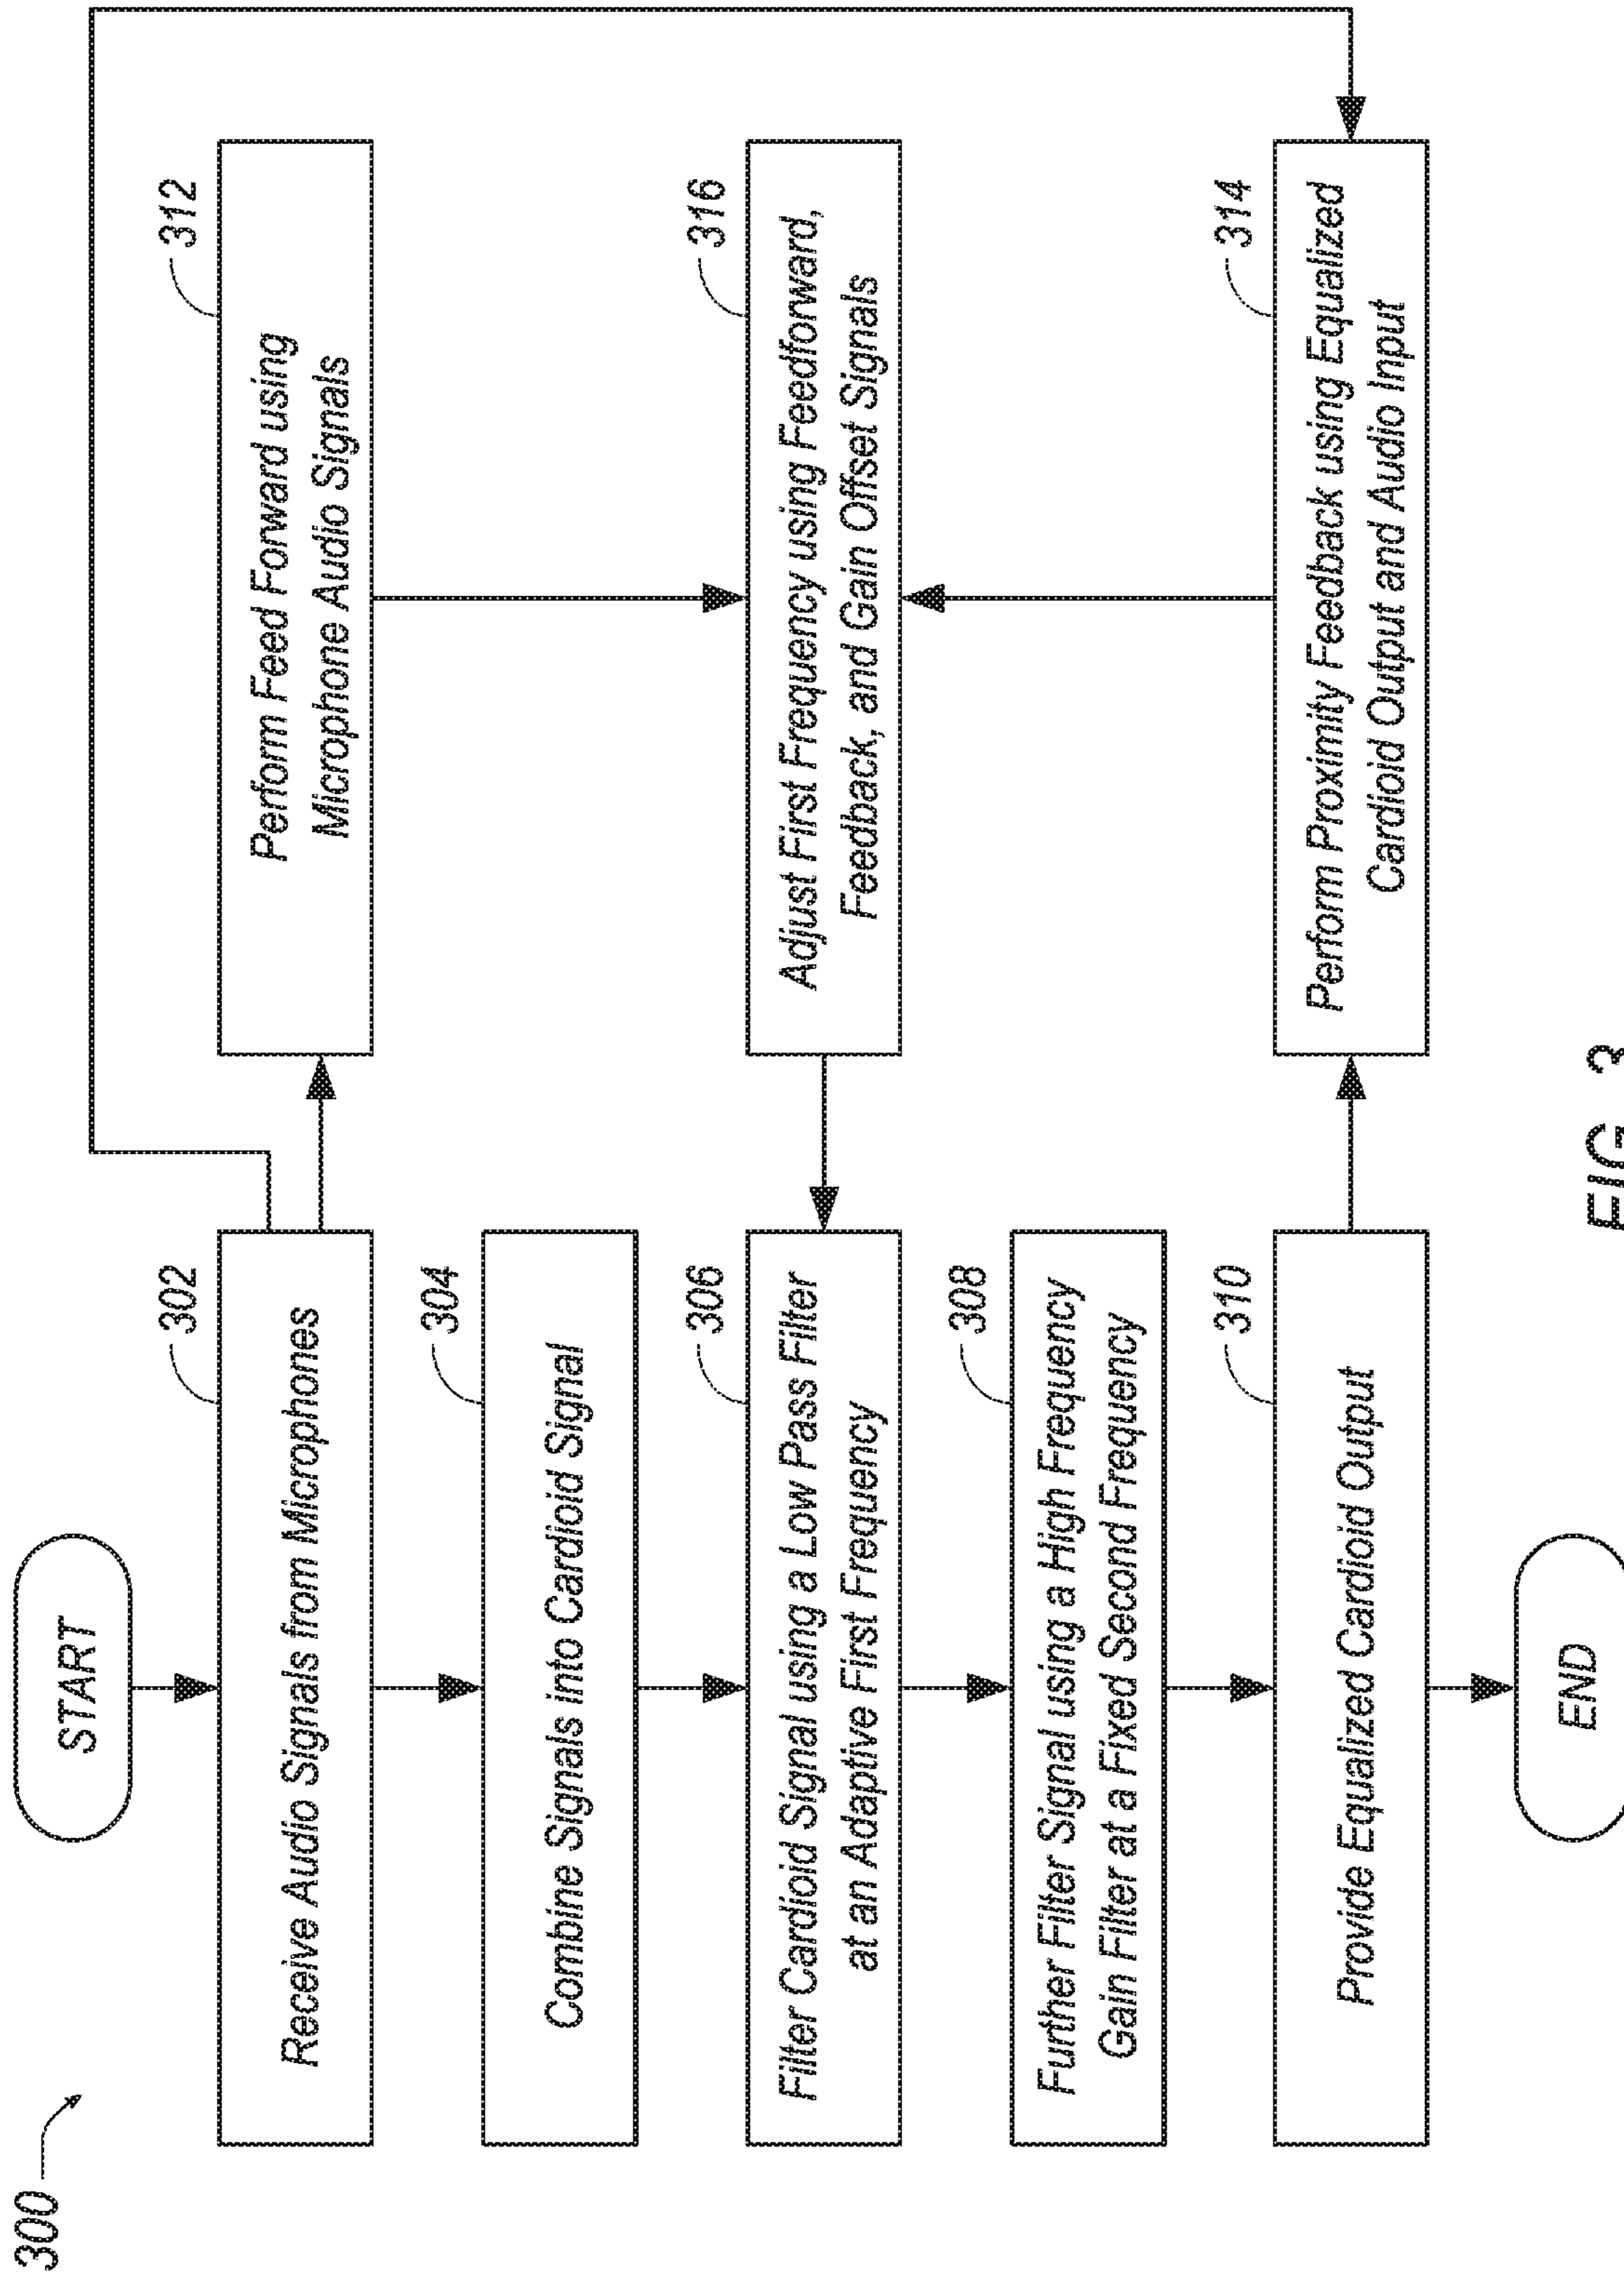 300
START
302
Receive Audio Signals from Microphones
304
Combine Signals into Cardioid Signal
306
Filter Cardioid Signal using a Low Pass Filter
at an Adaptive First Frequency
308
Further Filter Signal using a High Frequency
Gain Filter at a Fixed Second Frequency
310
Provide Equalized Cardioid Output
END
312
Perform Feed Forward using
Microphone Audio Signals
316
Adjust First Frequency using Feedforward,
Feedback, and Gain Offset Signals
314
Perform Proximity Feedback using Equalized
Cardioid Output and Audio Input
FIG. 3